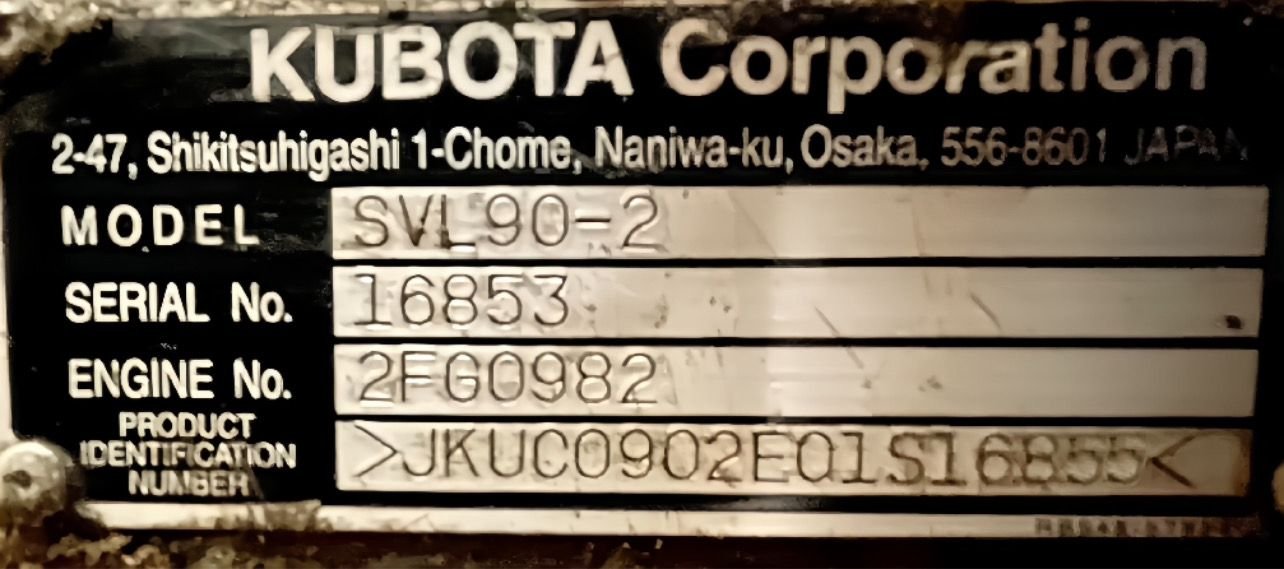 KUBOTA Corporation
2-47, Shikitsuhigashi 1-Chome, Naniwa-ku, Osaka, 556-8601 JAPAN
MODEL SVL90-2
SERIAL No. 16853
ENGINE No. 2FG0982
PRODUCT IDENTIFICATION NUMBER >JKUC0902E01S16855<